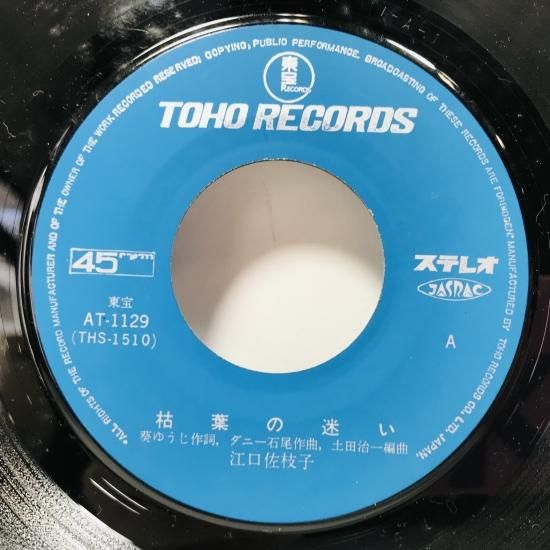 *ALL RIGHTS OF THE RECORD MANUFACTURER AND OF THE OWNER OF THE WORK RECORDED RESERVED; COPYING; PUBLIC PERFORMANCE, BROADCASTING OF THESE RECORDS ARE FORBIDDEN* MANUFACTURED BY TOHO RECORDS CO., LTD. JAPAN.
東宝
RECORDS
TOHO RECORDS
45rpm
ステレオ
JASRAC
東宝
AT-1129
(THS-1510)
A
枯葉の迷い
葵ゆうじ作詞, ダニー石尾作曲, 土田治一編曲
江口佐枝子